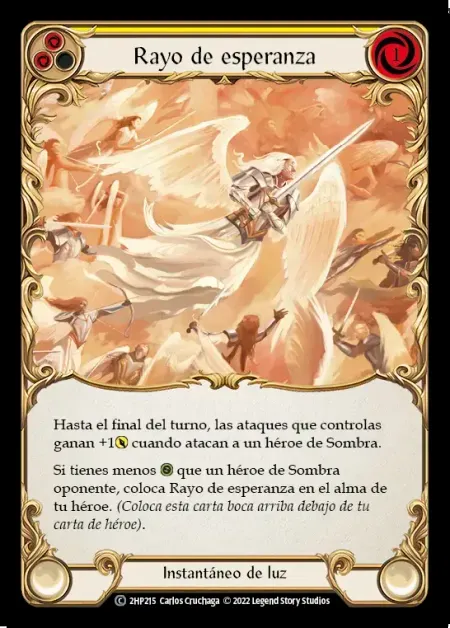 Rayo de esperanza
1
Hasta el final del turno, las ataques que controlas
ganan +1 cuando atacan a un héroe de Sombra.
Si tienes menos que un héroe de Sombra
oponente, coloca Rayo de esperanza en el alma de
tu héroe. (Coloca esta carta boca arriba debajo de tu
carta de héroe).
Instantáneo de luz
C 2HP215 Carlos Cruchaga © 2022 Legend Story Studios